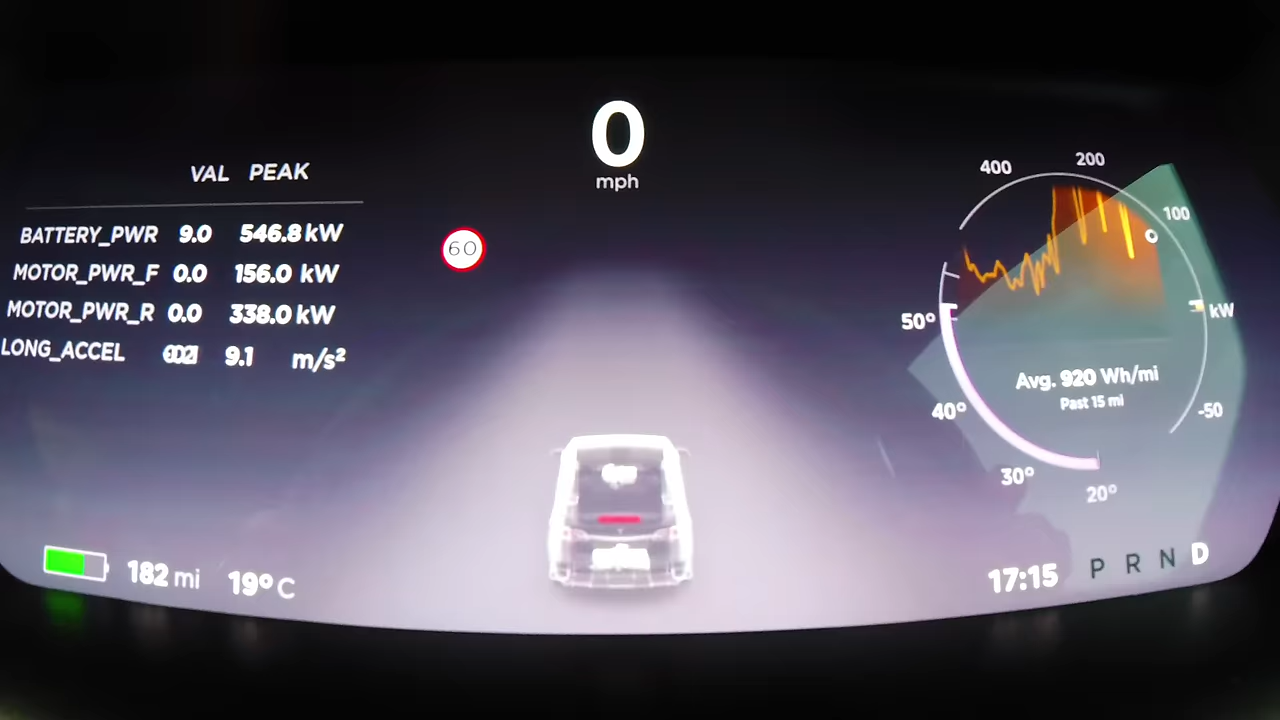 0
mph
VAL PEAK
BATTERY_PWR 9.0 546.8 kW
MOTOR_PWR_F 0.0 156.0 kW
MOTOR_PWR_R 0.0 338.0 kW
LONG_ACCEL 9.1 m/s²
60
400 200
100
0
kW
-50
50°
40°
30°
20°
Avg. 920 Wh/mi
Past 15 mi
182 mi 19° C
17:15 P R N D